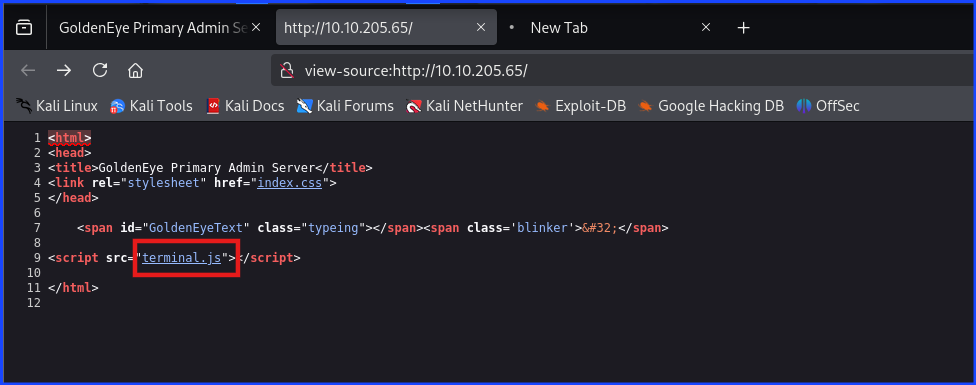 GoldenEye Primary Admin Se
http://10.10.205.65/
New Tab
view-source:http://10.10.205.65/
Kali Linux Kali Tools Kali Docs Kali Forums Kali NetHunter Exploit-DB Google Hacking DB OffSec
1 <html>
2 <head>
3 <title>GoldenEye Primary Admin Server</title>
4 <link rel="stylesheet" href="index.css">
5 </head>
6
7 <span id="GoldenEyeText" class="typeing"></span><span class='blinker'>&#32;</span>
8
9 <script src="terminal.js"></script>
10
11 </html>
12